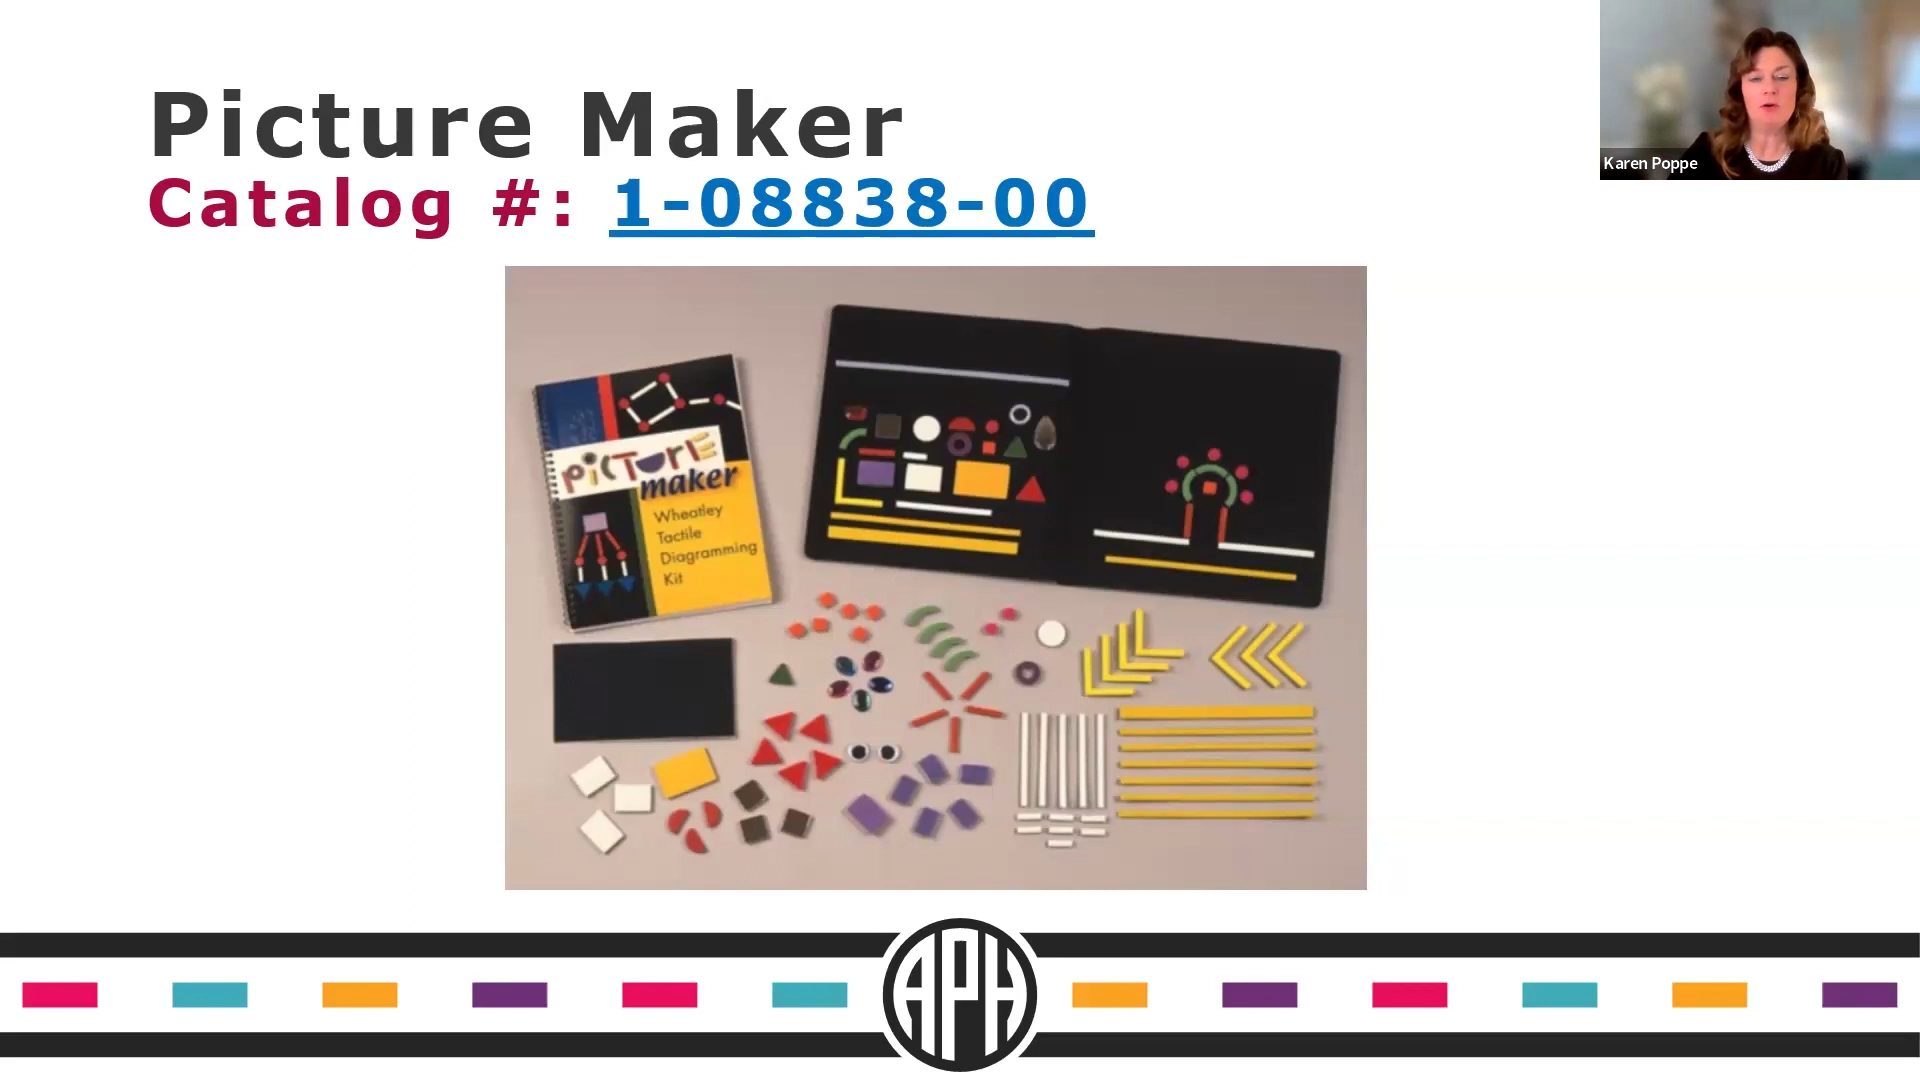 Picture Maker
Catalog #: 1-08838-00
Karen Poppe
PICTURE
maker
Wheatley
Tactile
Diagramming
Kit
APH